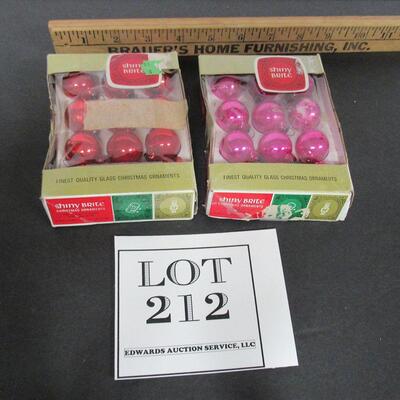 BRAUER'S HOME FURNISHING, INC.
Shiny
Brite
Shiny
Brite
FINEST QUALITY GLASS CHRISTMAS ORNAMENTS
FINEST QUALITY GLASS CHRISTMAS ORNAMENTS
Shiny Brite
CHRISTMAS ORNAMENTS
Shiny Brite
CHRISTMAS ORNAMENTS
LOT
212
EDWARDS AUCTION SERVICE, LLC